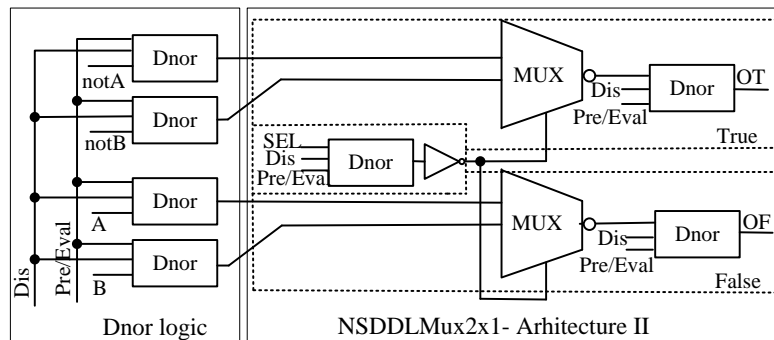 Dnor
notA
Dnor
notB
Dnor
A
Dnor
B
Dis
Pre/Eval
Dnor logic
MUX
Dis
Pre/Eval
Dnor
OT
True
SEL
Dis
Pre/Eval
Dnor
MUX
Dis
Pre/Eval
Dnor
OF
False
NSDDLMux2x1- Arhitecture II